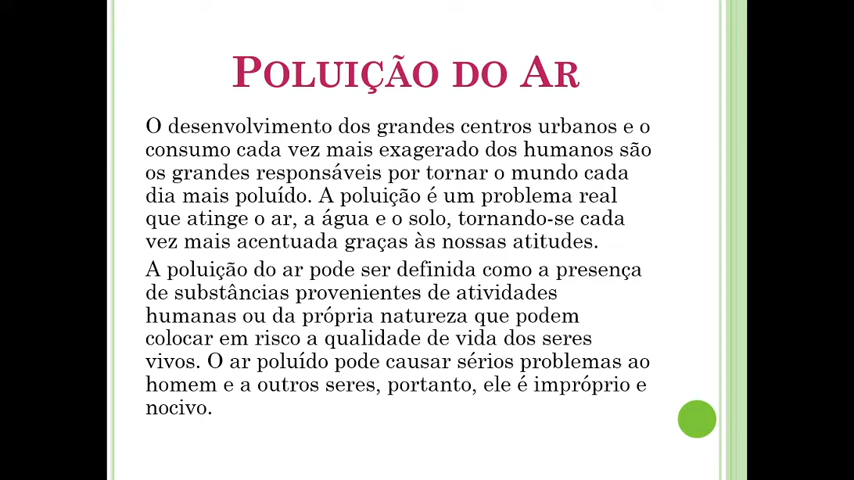 POLUIÇÃO DO AR
O desenvolvimento dos grandes centros urbanos e o
consumo cada vez mais exagerado dos humanos são
os grandes responsáveis por tornar o mundo cada
dia mais poluído. A poluição é um problema real
que atinge o ar, a água e o solo, tornando-se cada
vez mais acentuada graças às nossas atitudes.
A poluição do ar pode ser definida como a presença
de substâncias provenientes de atividades
humanas ou da própria natureza que podem
colocar em risco a qualidade de vida dos seres
vivos. O ar poluído pode causar sérios problemas ao
homem e a outros seres, portanto, ele é impróprio e
nocivo.